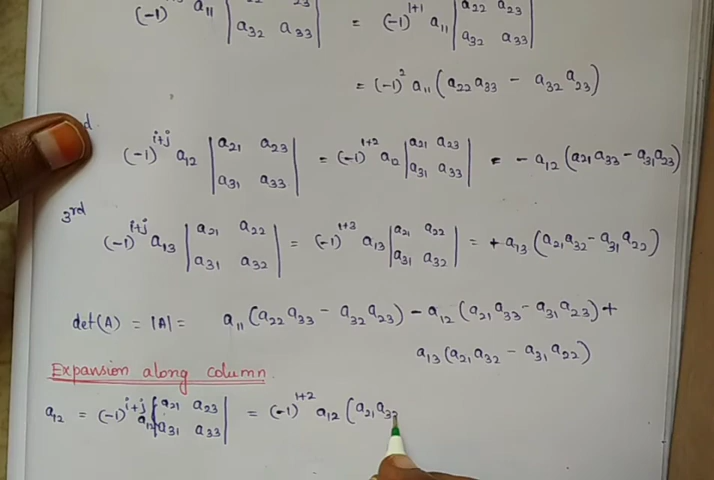 (-1) a₁₁ | a₃₂ a₃₃ | = (-1)¹⁺¹ a₁₁ | a₂₂ a₂₃ |
| a₃₂ a₃₃ |
= (-1)² a₁₁ (a₂₂ a₃₃ - a₃₂ a₂₃)
d
(-1)ⁱ⁺ʲ a₁₂ | a₂₁ a₂₃ | = (-1)¹⁺² a₁₂ | a₂₁ a₂₃ | = - a₁₂ (a₂₁ a₃₃ - a₃₁ a₂₃)
| a₃₁ a₃₃ | | a₃₁ a₃₃ |
3rd
(-1)ⁱ⁺ʲ a₁₃ | a₂₁ a₂₂ | = (-1)¹⁺³ a₁₃ | a₂₁ a₂₂ | = + a₁₃ (a₂₁ a₃₂ - a₃₁ a₂₂)
| a₃₁ a₃₂ | | a₃₁ a₃₂ |
det(A) = |A| = a₁₁ (a₂₂ a₃₃ - a₃₂ a₂₃) - a₁₂ (a₂₁ a₃₃ - a₃₁ a₂₃) +
a₁₃ (a₂₁ a₃₂ - a₃₁ a₂₂)
Expansion along column
a₁₂ = (-1)ⁱ⁺ʲ a₁₂ | a₂₁ a₂₃ | = (-1)¹⁺² a₁₂ (a₂₁ a₃₃
| a₃₁ a₃₃ |